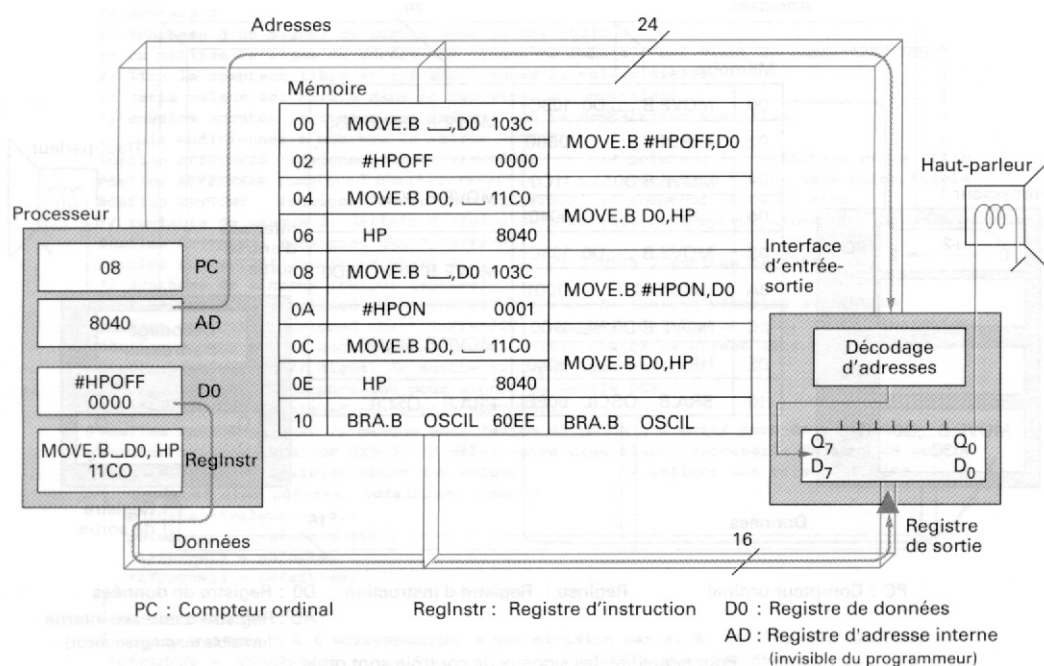 Adresses
24
Mémoire
00 MOVE.B ⎵,D0 103C
MOVE.B #HPOFF,D0
02 #HPOFF 0000
04 MOVE.B D0, ⎵ 11C0
MOVE.B D0,HP
06 HP 8040
08 MOVE.B ⎵,D0 103C
MOVE.B #HPON,D0
0A #HPON 0001
0C MOVE.B D0, ⎵ 11C0
MOVE.B D0,HP
0E HP 8040
10 BRA.B OSCIL 60EE BRA.B OSCIL
Processeur
08 PC
8040 AD
#HPOFF
0000
D0
MOVE.B⎵D0, HP
11CO
RegInstr
Données
Haut-parleur
Interface
d'entrée-
sortie
Décodage
d'adresses
Q7 Q0
D7 D0
Registre
de sortie
16
PC : Compteur ordinal RegInstr : Registre d'instruction D0 : Registre de données
AD : Registre d'adresse interne
(invisible du programmeur)